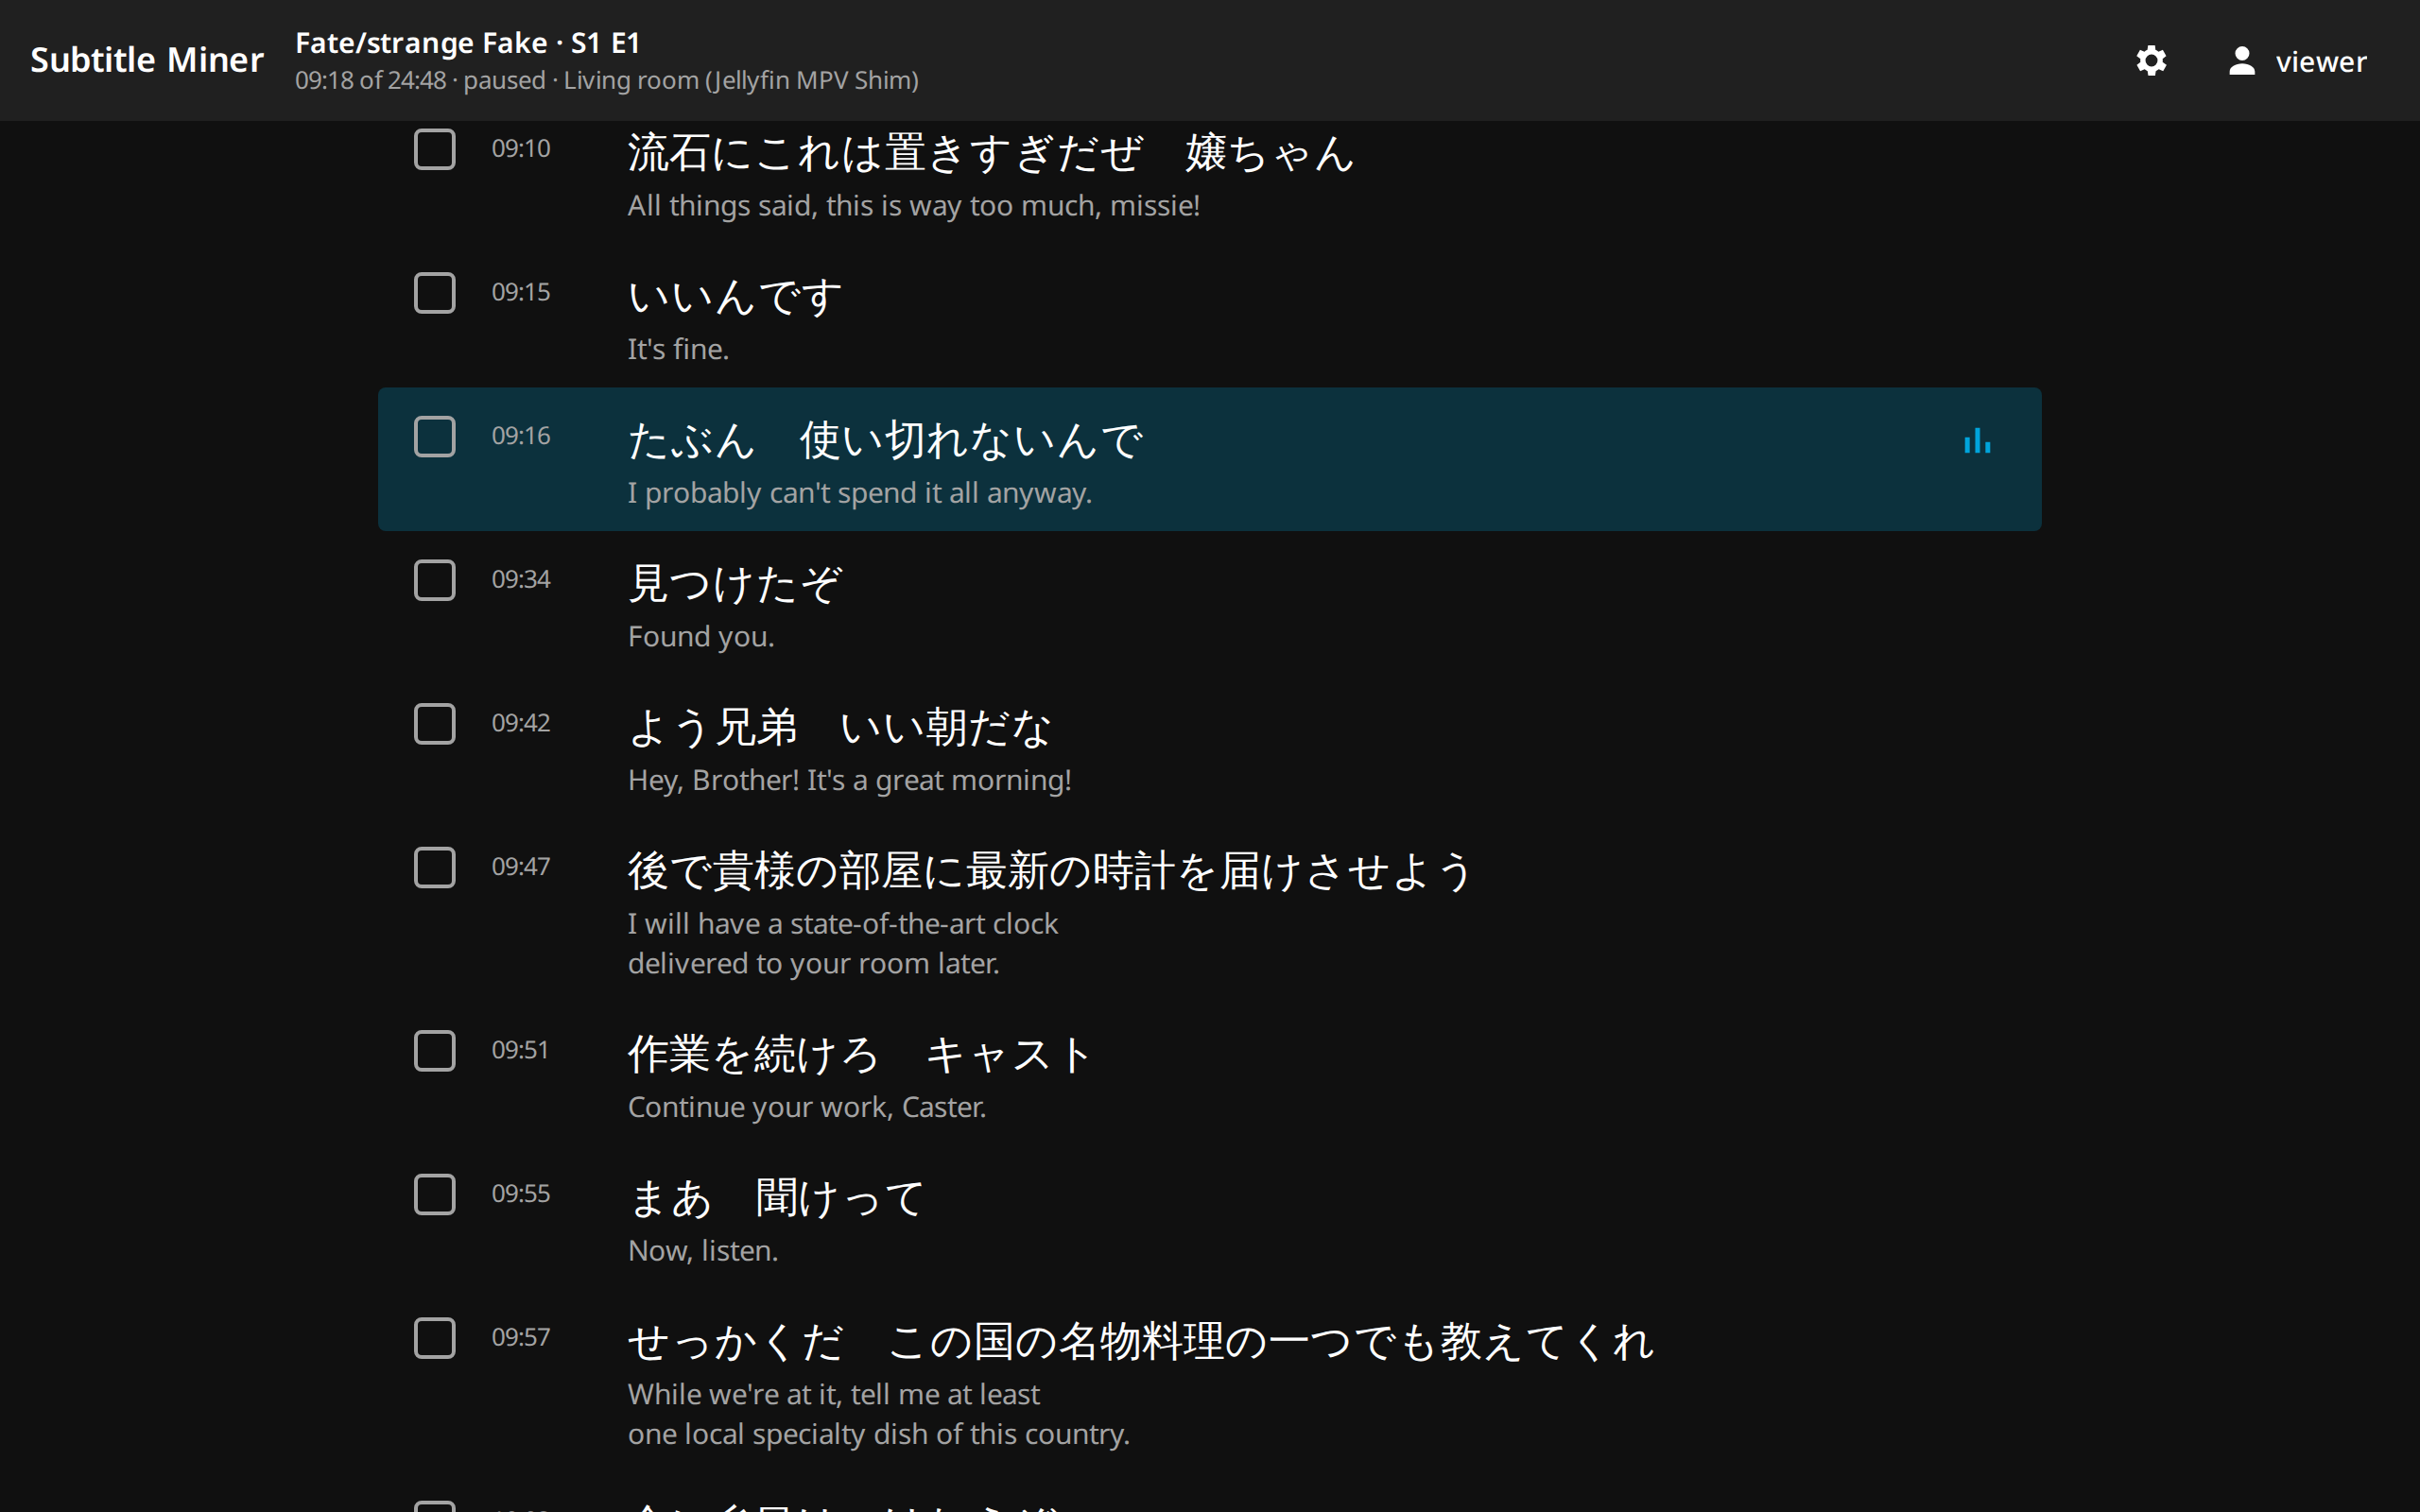 Subtitle Miner
Fate/strange Fake · S1 E1
09:18 of 24:48 · paused · Living room (Jellyfin MPV Shim)
viewer
09:10
流石にこれは置きすぎだぜ　嬢ちゃん
All things said, this is way too much, missie!
09:15
いいんです
It's fine.
09:16
たぶん　使い切れないんで
I probably can't spend it all anyway.
09:34
見つけたぞ
Found you.
09:42
よう兄弟　いい朝だな
Hey, Brother! It's a great morning!
09:47
後で貴様の部屋に最新の時計を届けさせよう
I will have a state-of-the-art clock
delivered to your room later.
09:51
作業を続けろ　キャスト
Continue your work, Caster.
09:55
まあ　聞けって
Now, listen.
09:57
せっかくだ　この国の名物料理の一つでも教えてくれ
While we're at it, tell me at least
one local specialty dish of this country.